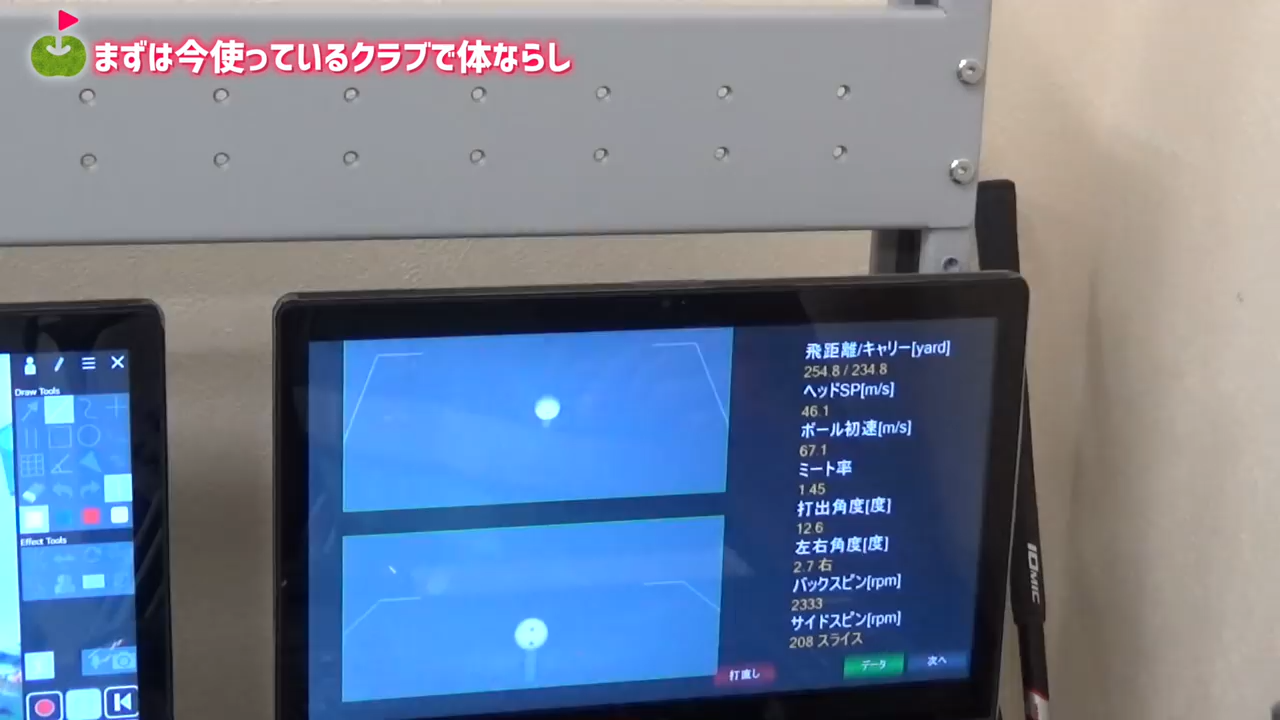 まずは今使っているクラブで体ならし
Draw Tools
Effect Tools
飛距離/キャリー[yard]
254.8 / 234.8
ヘッドSP[m/s]
46.1
ボール初速[m/s]
67.1
ミート率
1.45
打出角度[度]
12.6
左右角度[度]
2.7 右
バックスピン[rpm]
2333
サイドスピン[rpm]
208 スライス
打直し
データ
次へ
IOMIC